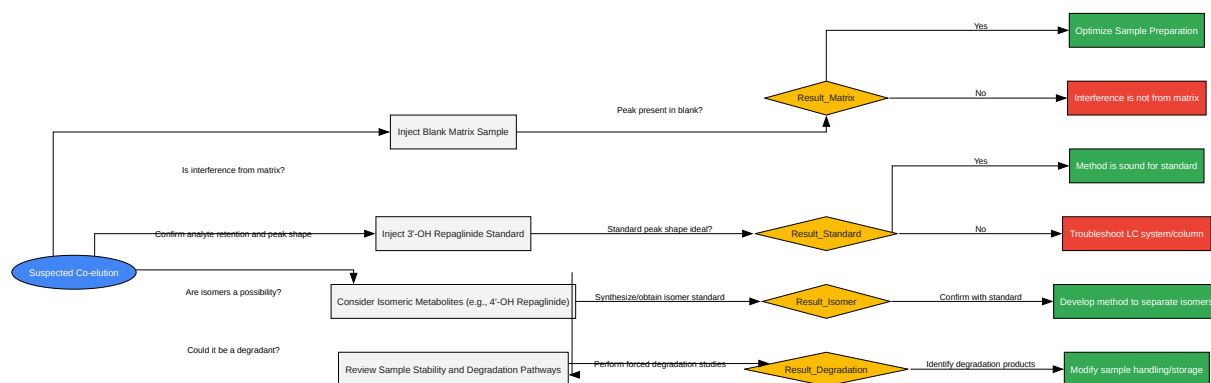 Yes
Optimize Sample Preparation
Result_Matrix
No
Interference is not from matrix
Peak present in blank?
Inject Blank Matrix Sample
Is interference from matrix?
Yes
Method is sound for standard
Confirm analyte retention and peak shape
Inject 3'-OH Repaglinide Standard
Standard peak shape ideal?
Result_Standard
No
Troubleshoot LC system/column
Suspected Co-elution
Are isomers a possibility?
Consider Isomeric Metabolites (e.g., 4'-OH Repaglinide)
Synthesize/obtain isomer standard
Result_Isomer
Confirm with standard
Develop method to separate isomers
Could it be a degradant?
Review Sample Stability and Degradation Pathways
Perform forced degradation studies
Result_Degradation
Identify degradation products
Modify sample handling/storage